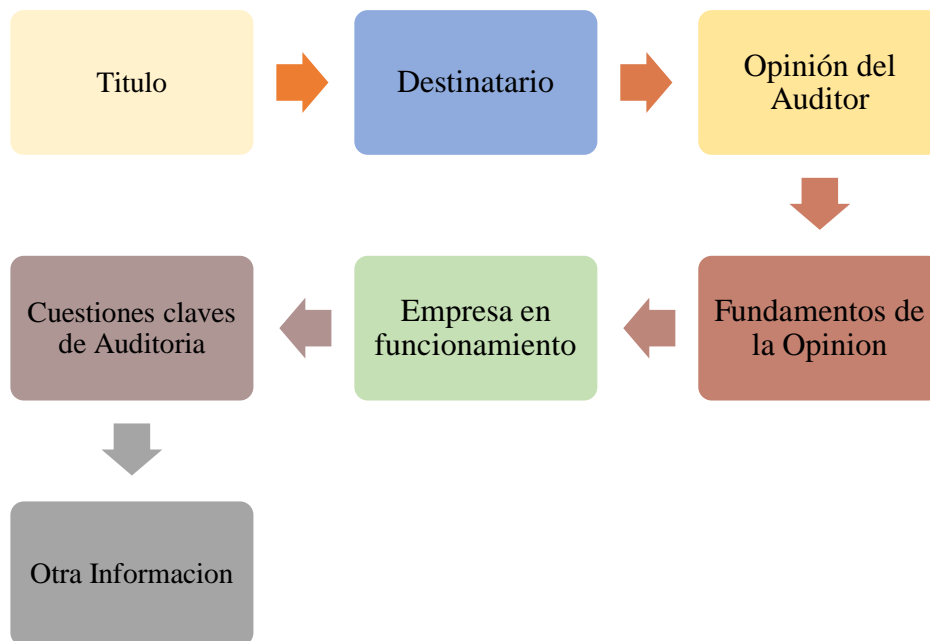 Titulo
Destinatario
Opinión del
Auditor
Fundamentos de
la Opinion
Empresa en
funcionamiento
Cuestiones claves
de Auditoria
Otra Informacion